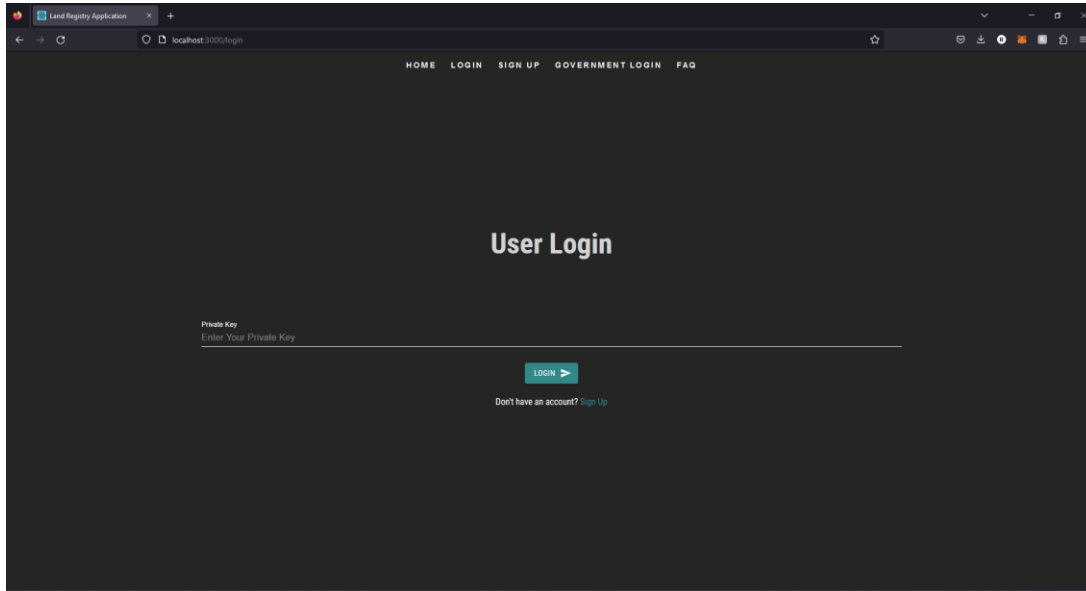 Land Registry Application
localhost:3000/login
HOME LOGIN SIGN UP GOVERNMENT LOGIN FAQ
User Login
Private Key
Enter Your Private Key
LOGIN
Don't have an account? Sign Up